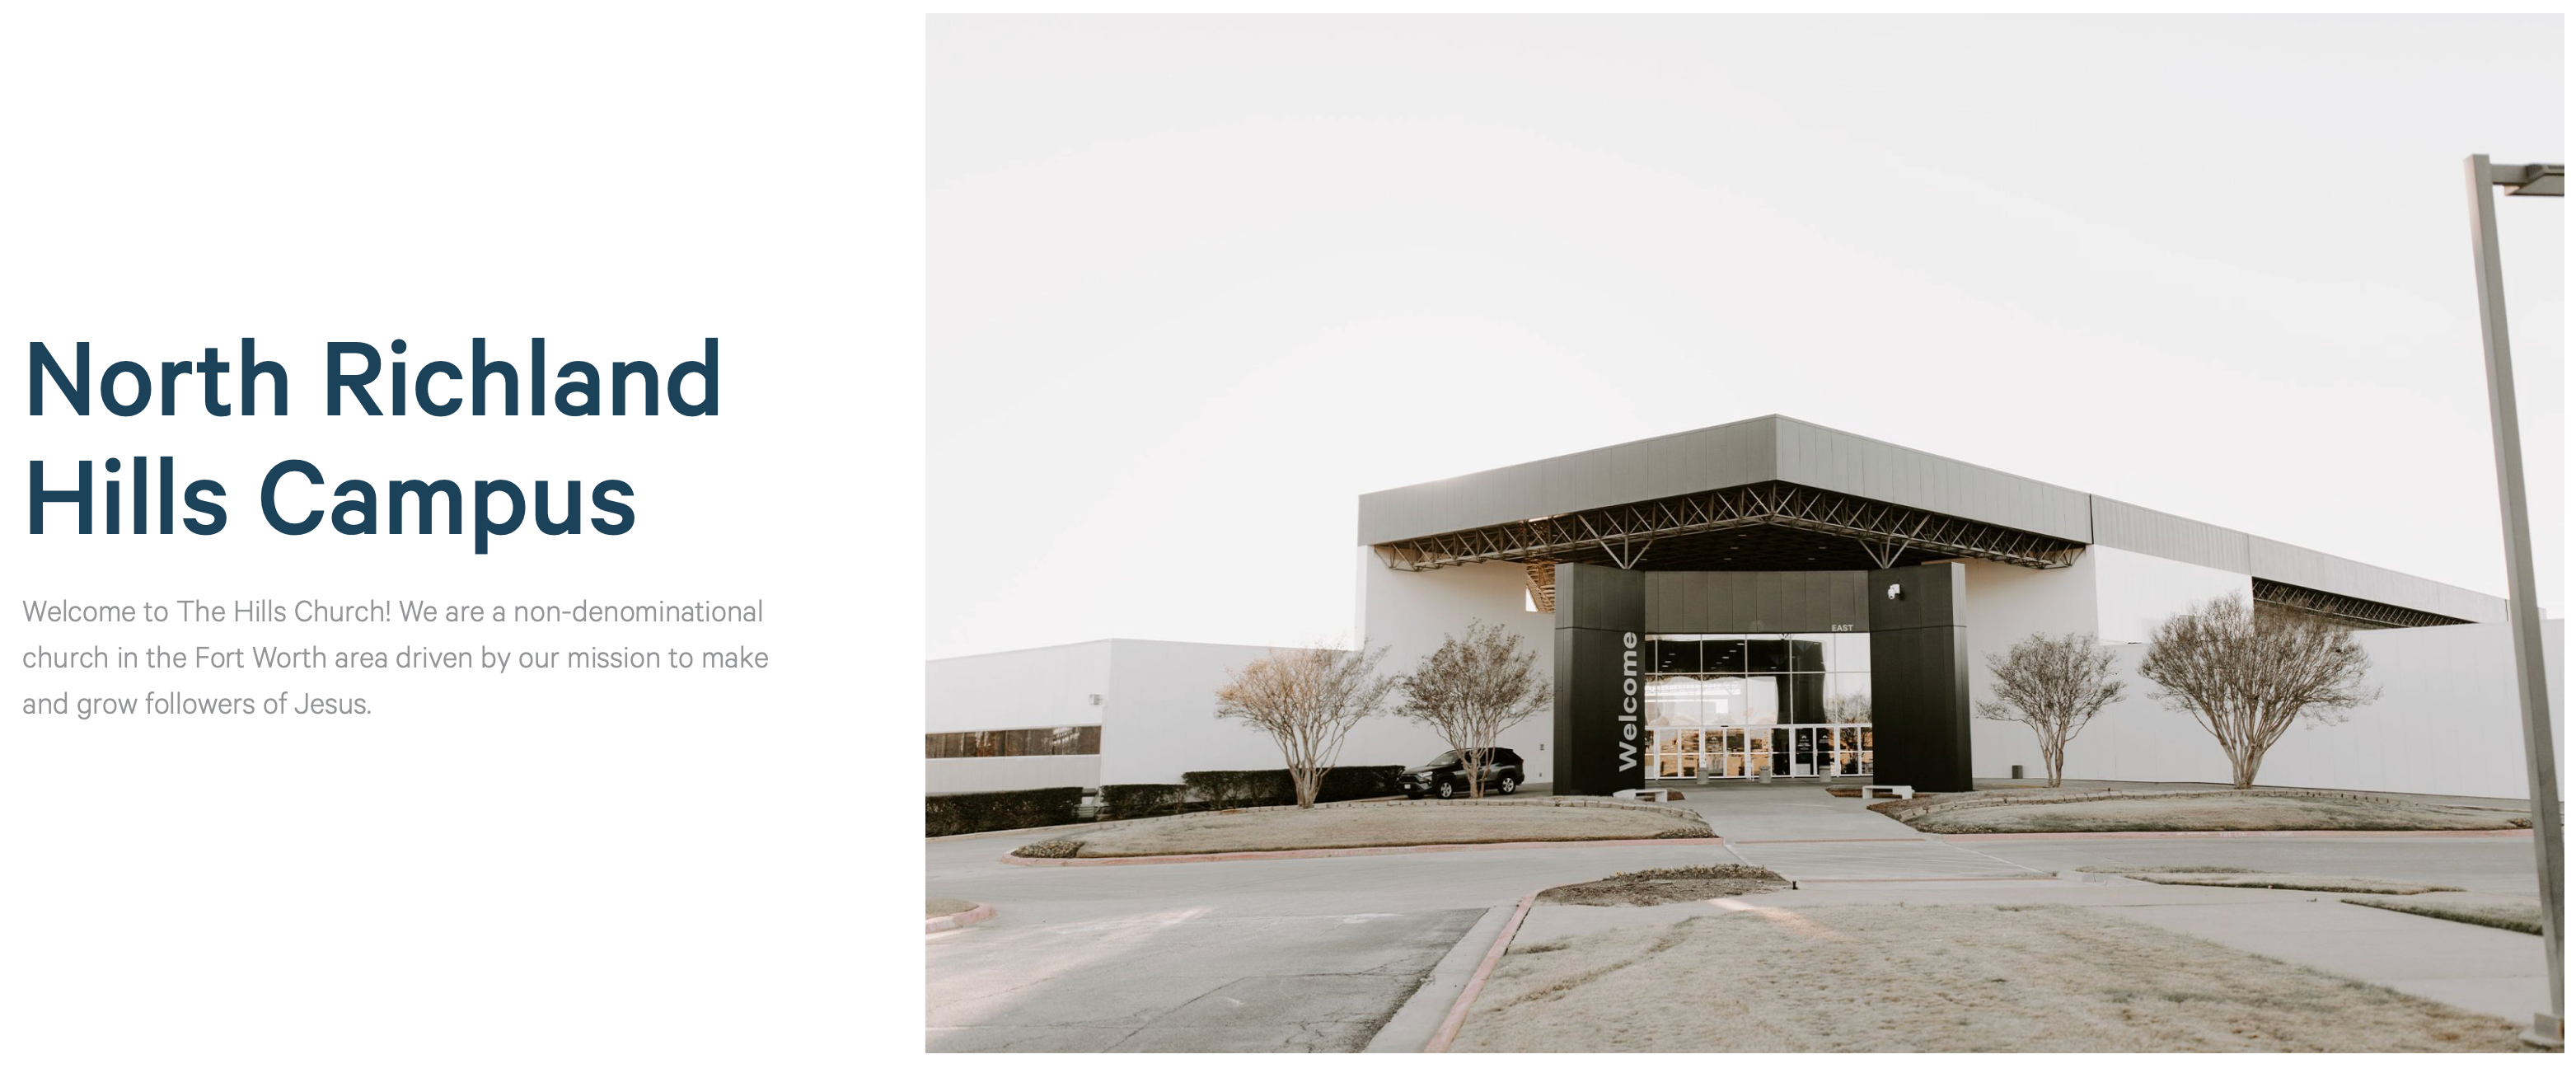 North Richland
Hills Campus
Welcome to The Hills Church! We are a non-denominational
church in the Fort Worth area driven by our mission to make
and grow followers of Jesus.
EAST
Welcome